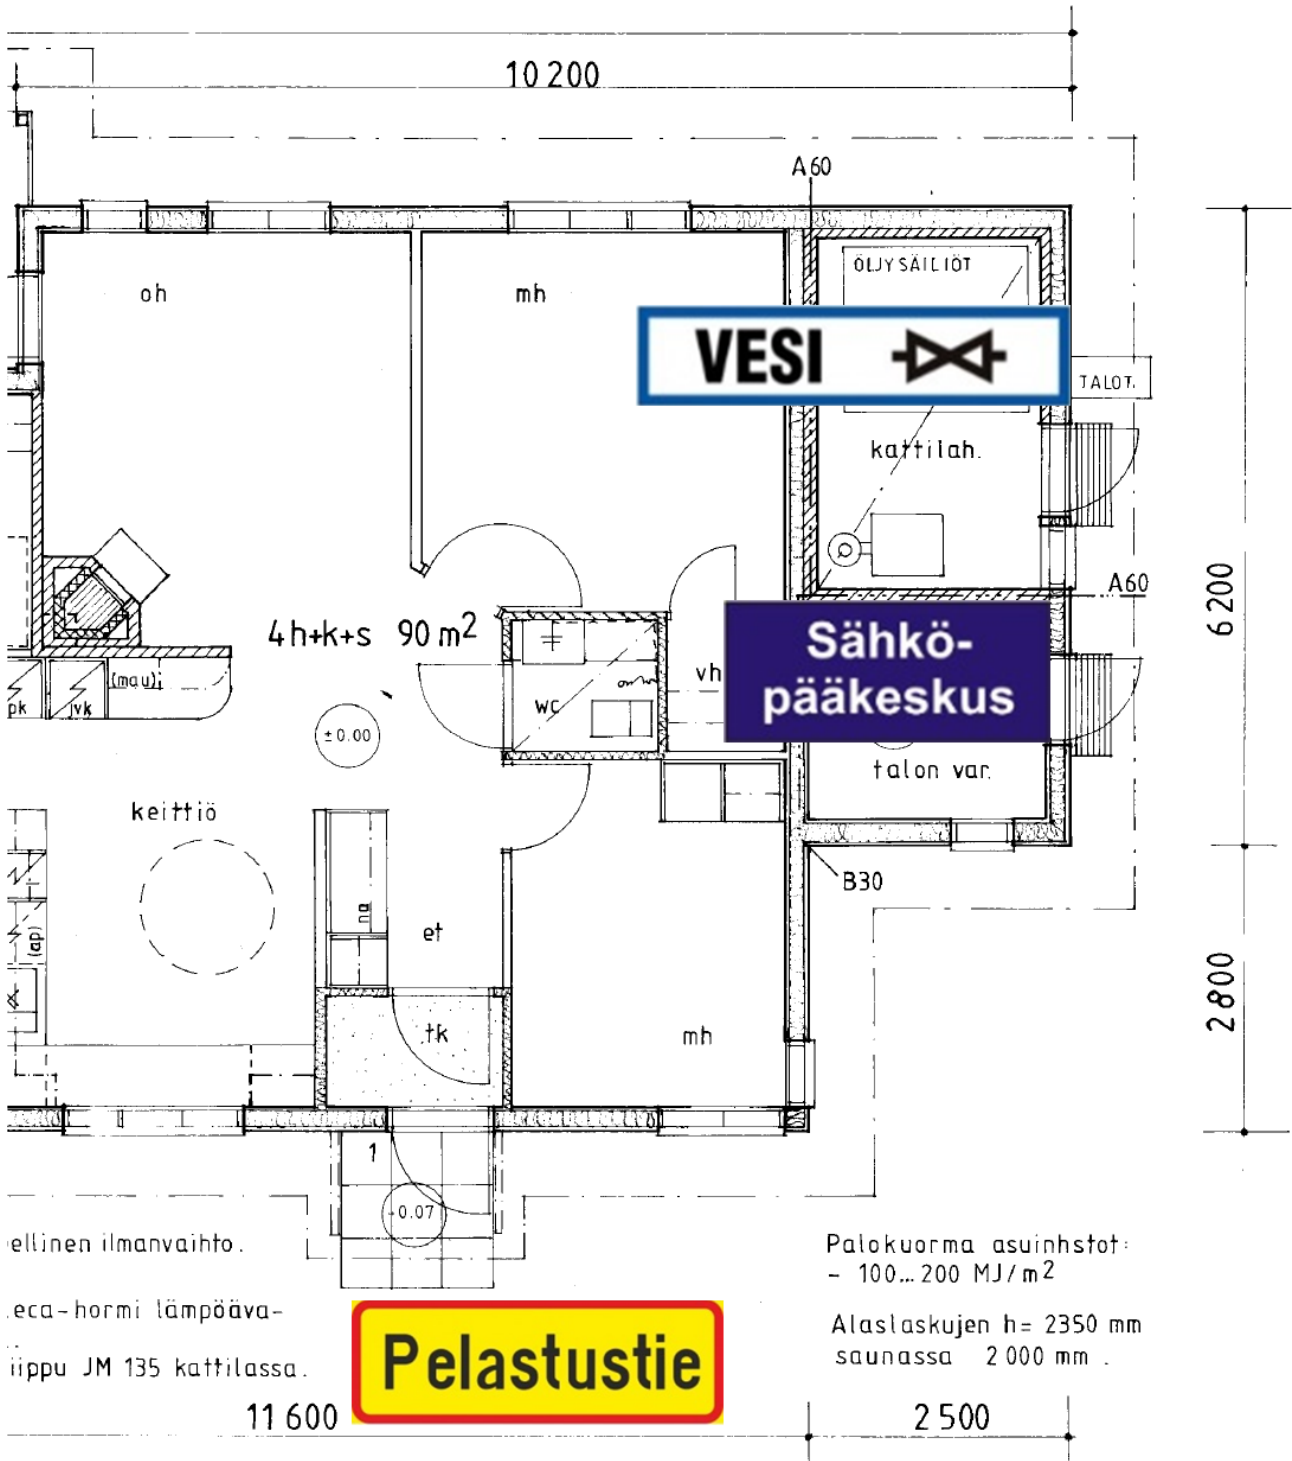 10 200
A60
ÖLJYSÄILIÖT
oh
mh
VESI
TALOT.
kattilah.
A60
6 200
4h+k+s 90 m2
Sähkö-
pääkeskus
(mau)
vh
wc
pk
jvk
±0.00
talon var.
keittiö
B30
na
et
(ap)
2 800
tk
mh
1
-0.07
ellinen ilmanvaihto.
Palokuorma asuinhstot:
- 100...200 MJ/m2
eca-hormi lämpöäva-
Alaslaskujen h= 2350 mm
iippu JM 135 kattilassa.
saunassa 2 000 mm .
Pelastustie
11 600
2 500